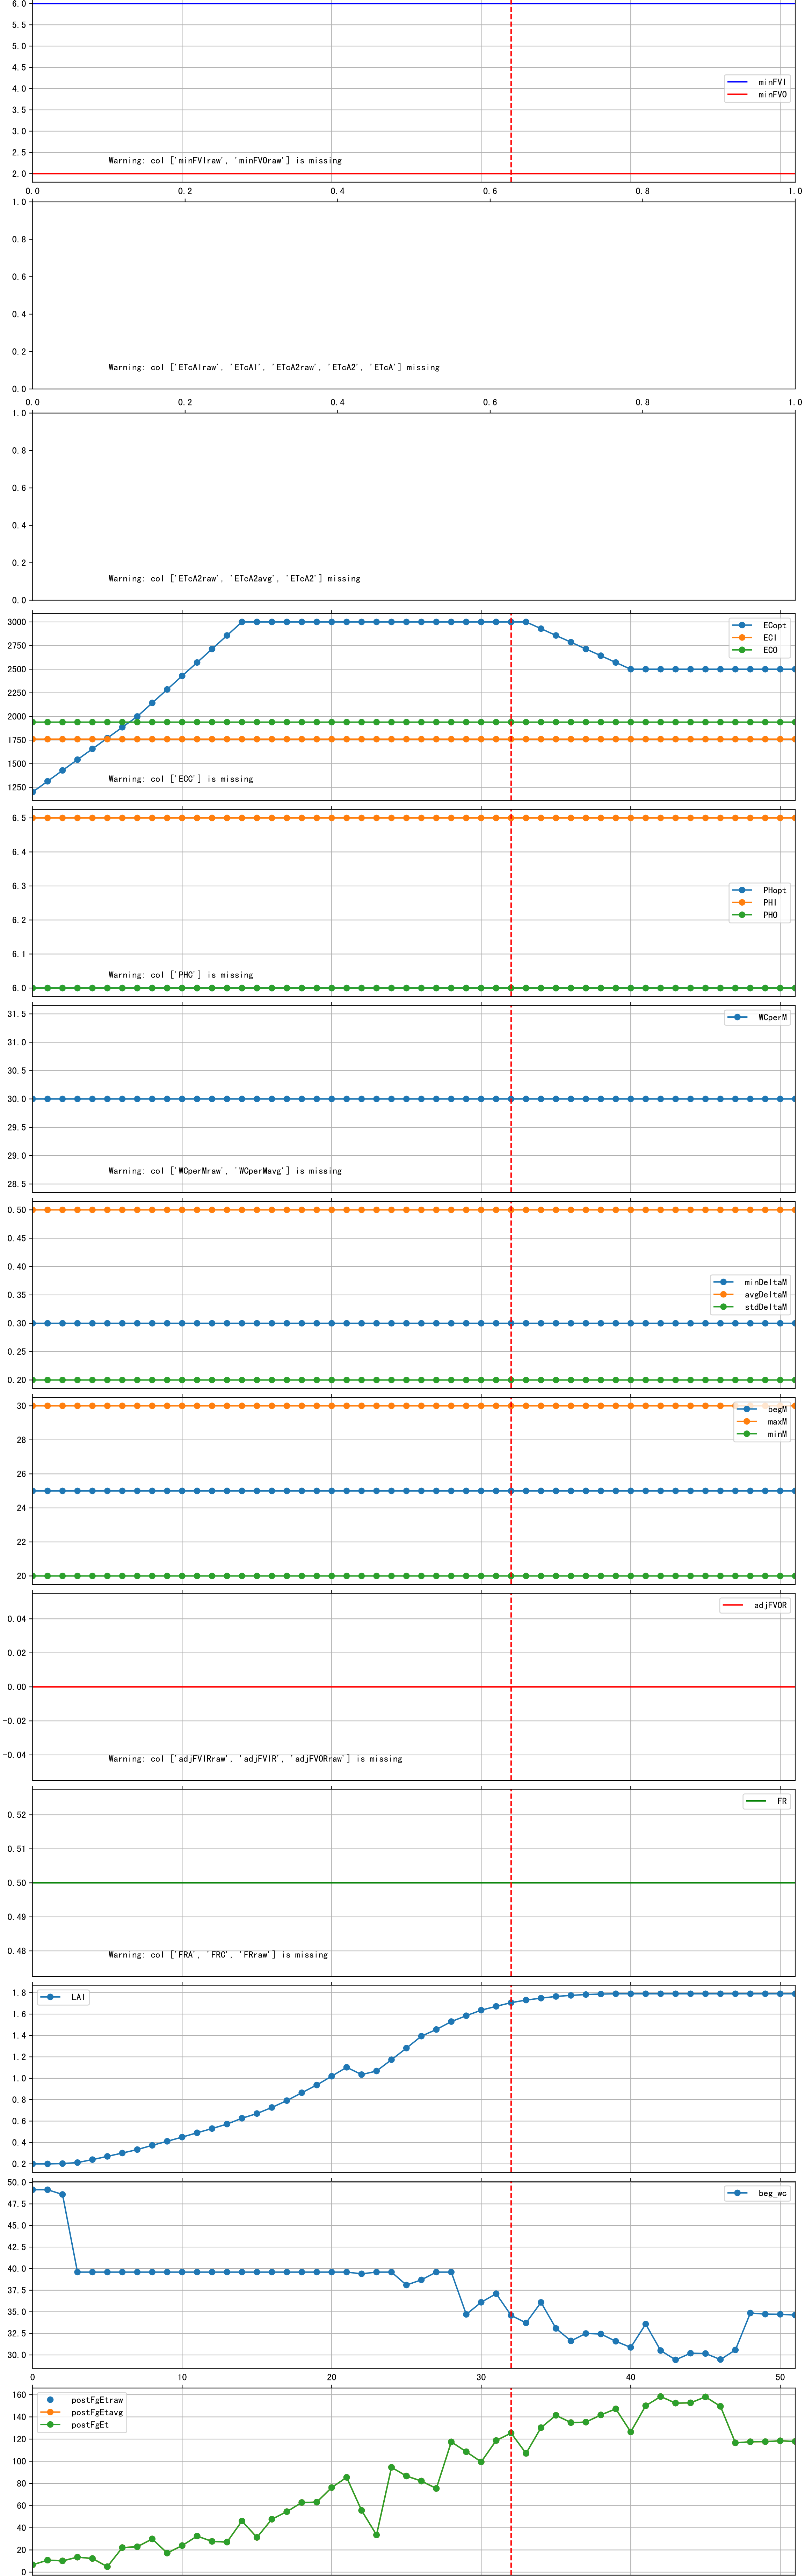 6.0
5.5
5.0
4.5
4.0
3.5
3.0
2.5
2.0
minFVI
minFVO
Warning: col ['minFVIraw', 'minFVOraw'] is missing
0.0 0.2 0.4 0.6 0.8 1.0
1.0
0.8
0.6
0.4
0.2
0.0
Warning: col ['ETcA1raw', 'ETcA1', 'ETcA2raw', 'ETcA2', 'ETcA'] missing
0.0 0.2 0.4 0.6 0.8 1.0
1.0
0.8
0.6
0.4
0.2
0.0
Warning: col ['ETcA2raw', 'ETcA2avg', 'ETcA2'] missing
3000
2750
2500
2250
2000
1750
1500
1250
ECopt
ECI
ECO
Warning: col ['ECC'] is missing
6.5
6.4
6.3
6.2
6.1
6.0
PHopt
PHI
PHO
Warning: col ['PHC'] is missing
31.5
31.0
30.5
30.0
29.5
29.0
28.5
WCperM
Warning: col ['WCperMraw', 'WCperMavg'] is missing
0.50
0.45
0.40
0.35
0.30
0.25
0.20
minDeltaM
avgDeltaM
stdDeltaM
30
28
26
24
22
20
begM
maxM
minM
0.04
0.02
0.00
-0.02
-0.04
adjFVOR
Warning: col ['adjFVIRraw', 'adjFVIR', 'adjFVORraw'] is missing
0.52
0.51
0.50
0.49
0.48
FR
Warning: col ['FRA', 'FRC', 'FRraw'] is missing
1.8
1.6
1.4
1.2
1.0
0.8
0.6
0.4
0.2
LAI
50.0
47.5
45.0
42.5
40.0
37.5
35.0
32.5
30.0
beg_wc
0 10 20 30 40 50
160
140
120
100
80
60
40
20
0
postFgEtraw
postFgEtavg
postFgEt